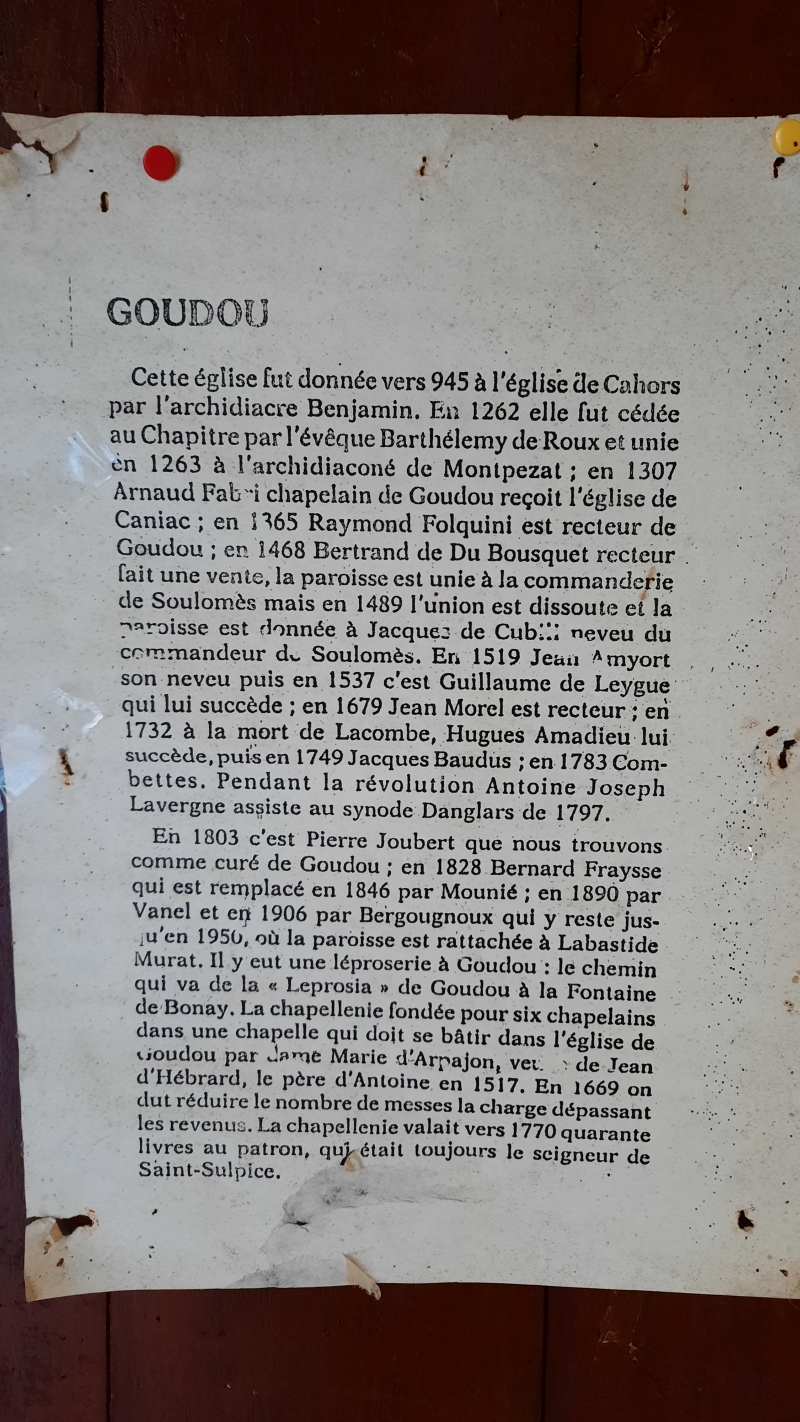 GOUDOU
Cette église fut donnée vers 945 à l'église de Cahors
par l'archidiacre Benjamin. En 1262 elle fut cédée
au Chapitre par l'évêque Barthélemy de Roux et unie
en 1263 à l'archidiaconé de Montpezat ; en 1307
Arnaud Fabri chapelain de Goudou reçoit l'église de
Caniac ; en 1365 Raymond Folquini est recteur de
Goudou ; en 1468 Bertrand de Du Bousquet recteur
fait une vente, la paroisse est unie à la commanderie
de Soulomès mais en 1489 l'union est dissoute et la
paroisse est donnée à Jacques de neveu du
commandeur de Soulomès. En 1519 Jean Amyort
son neveu puis en 1537 c'est Guillaume de Leygue
qui lui succède ; en 1679 Jean Morel est recteur ; en
1732 à la mort de Lacombe, Hugues Amadieu lui
succède, puis en 1749 Jacques Baudus ; en 1783 Com-
bettes. Pendant la révolution Antoine Joseph
Lavergne assiste au synode Danglars de 1797.
En 1803 c'est Pierre Joubert que nous trouvons
comme curé de Goudou ; en 1828 Bernard Fraysse
qui est remplacé en 1846 par Mounié ; en 1890 par
Vanel et en 1906 par Bergougnoux qui y reste jus-
qu'en 1950, où la paroisse est rattachée à Labastide
Murat. Il y eut une léproserie à Goudou : le chemin
qui va de la « Leprosia » de Goudou à la Fontaine
de Bonay. La chapellenie fondée pour six chapelains
dans une chapelle qui doit se bâtir dans l'église de
Goudou par dame Marie d'Arpajon, de Jean
d'Hébrard, le père d'Antoine en 1517. En 1669 on
dut réduire le nombre de messes la charge dépassant
les revenus. La chapellenie valait vers 1770 quarante
livres au patron, qui était toujours le seigneur de
Saint-Sulpice.